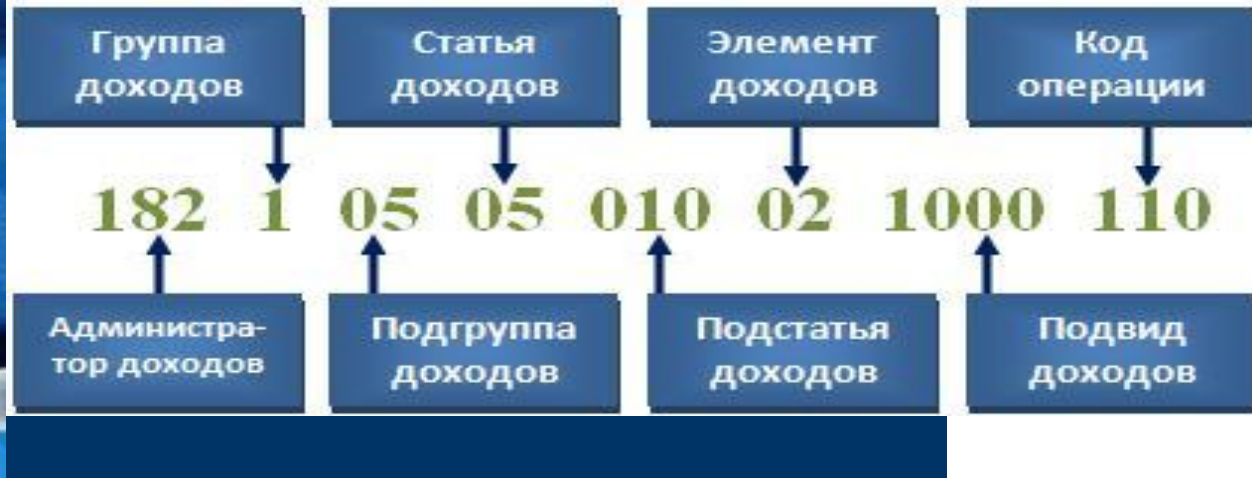 Группа
доходов
Статья
доходов
Элемент
доходов
Код
операции
182 1 05 05 010 02 1000 110
Администра-
тор доходов
Подгруппа
доходов
Подстатья
доходов
Подвид
доходов